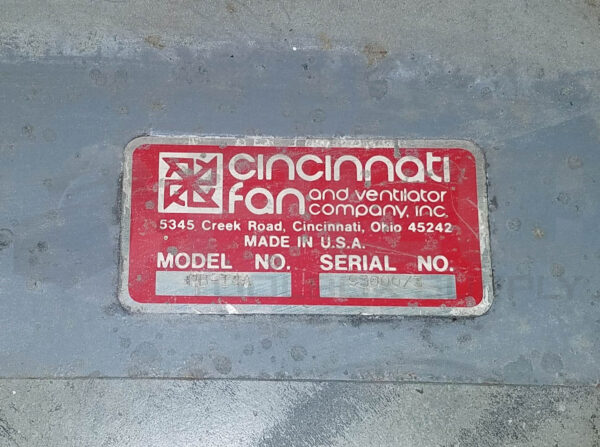 cincinnati
fan and ventilator
company, inc.
5345 Creek Road, Cincinnati, Ohio 45242
MADE IN U.S.A.
MODEL NO. SERIAL NO.